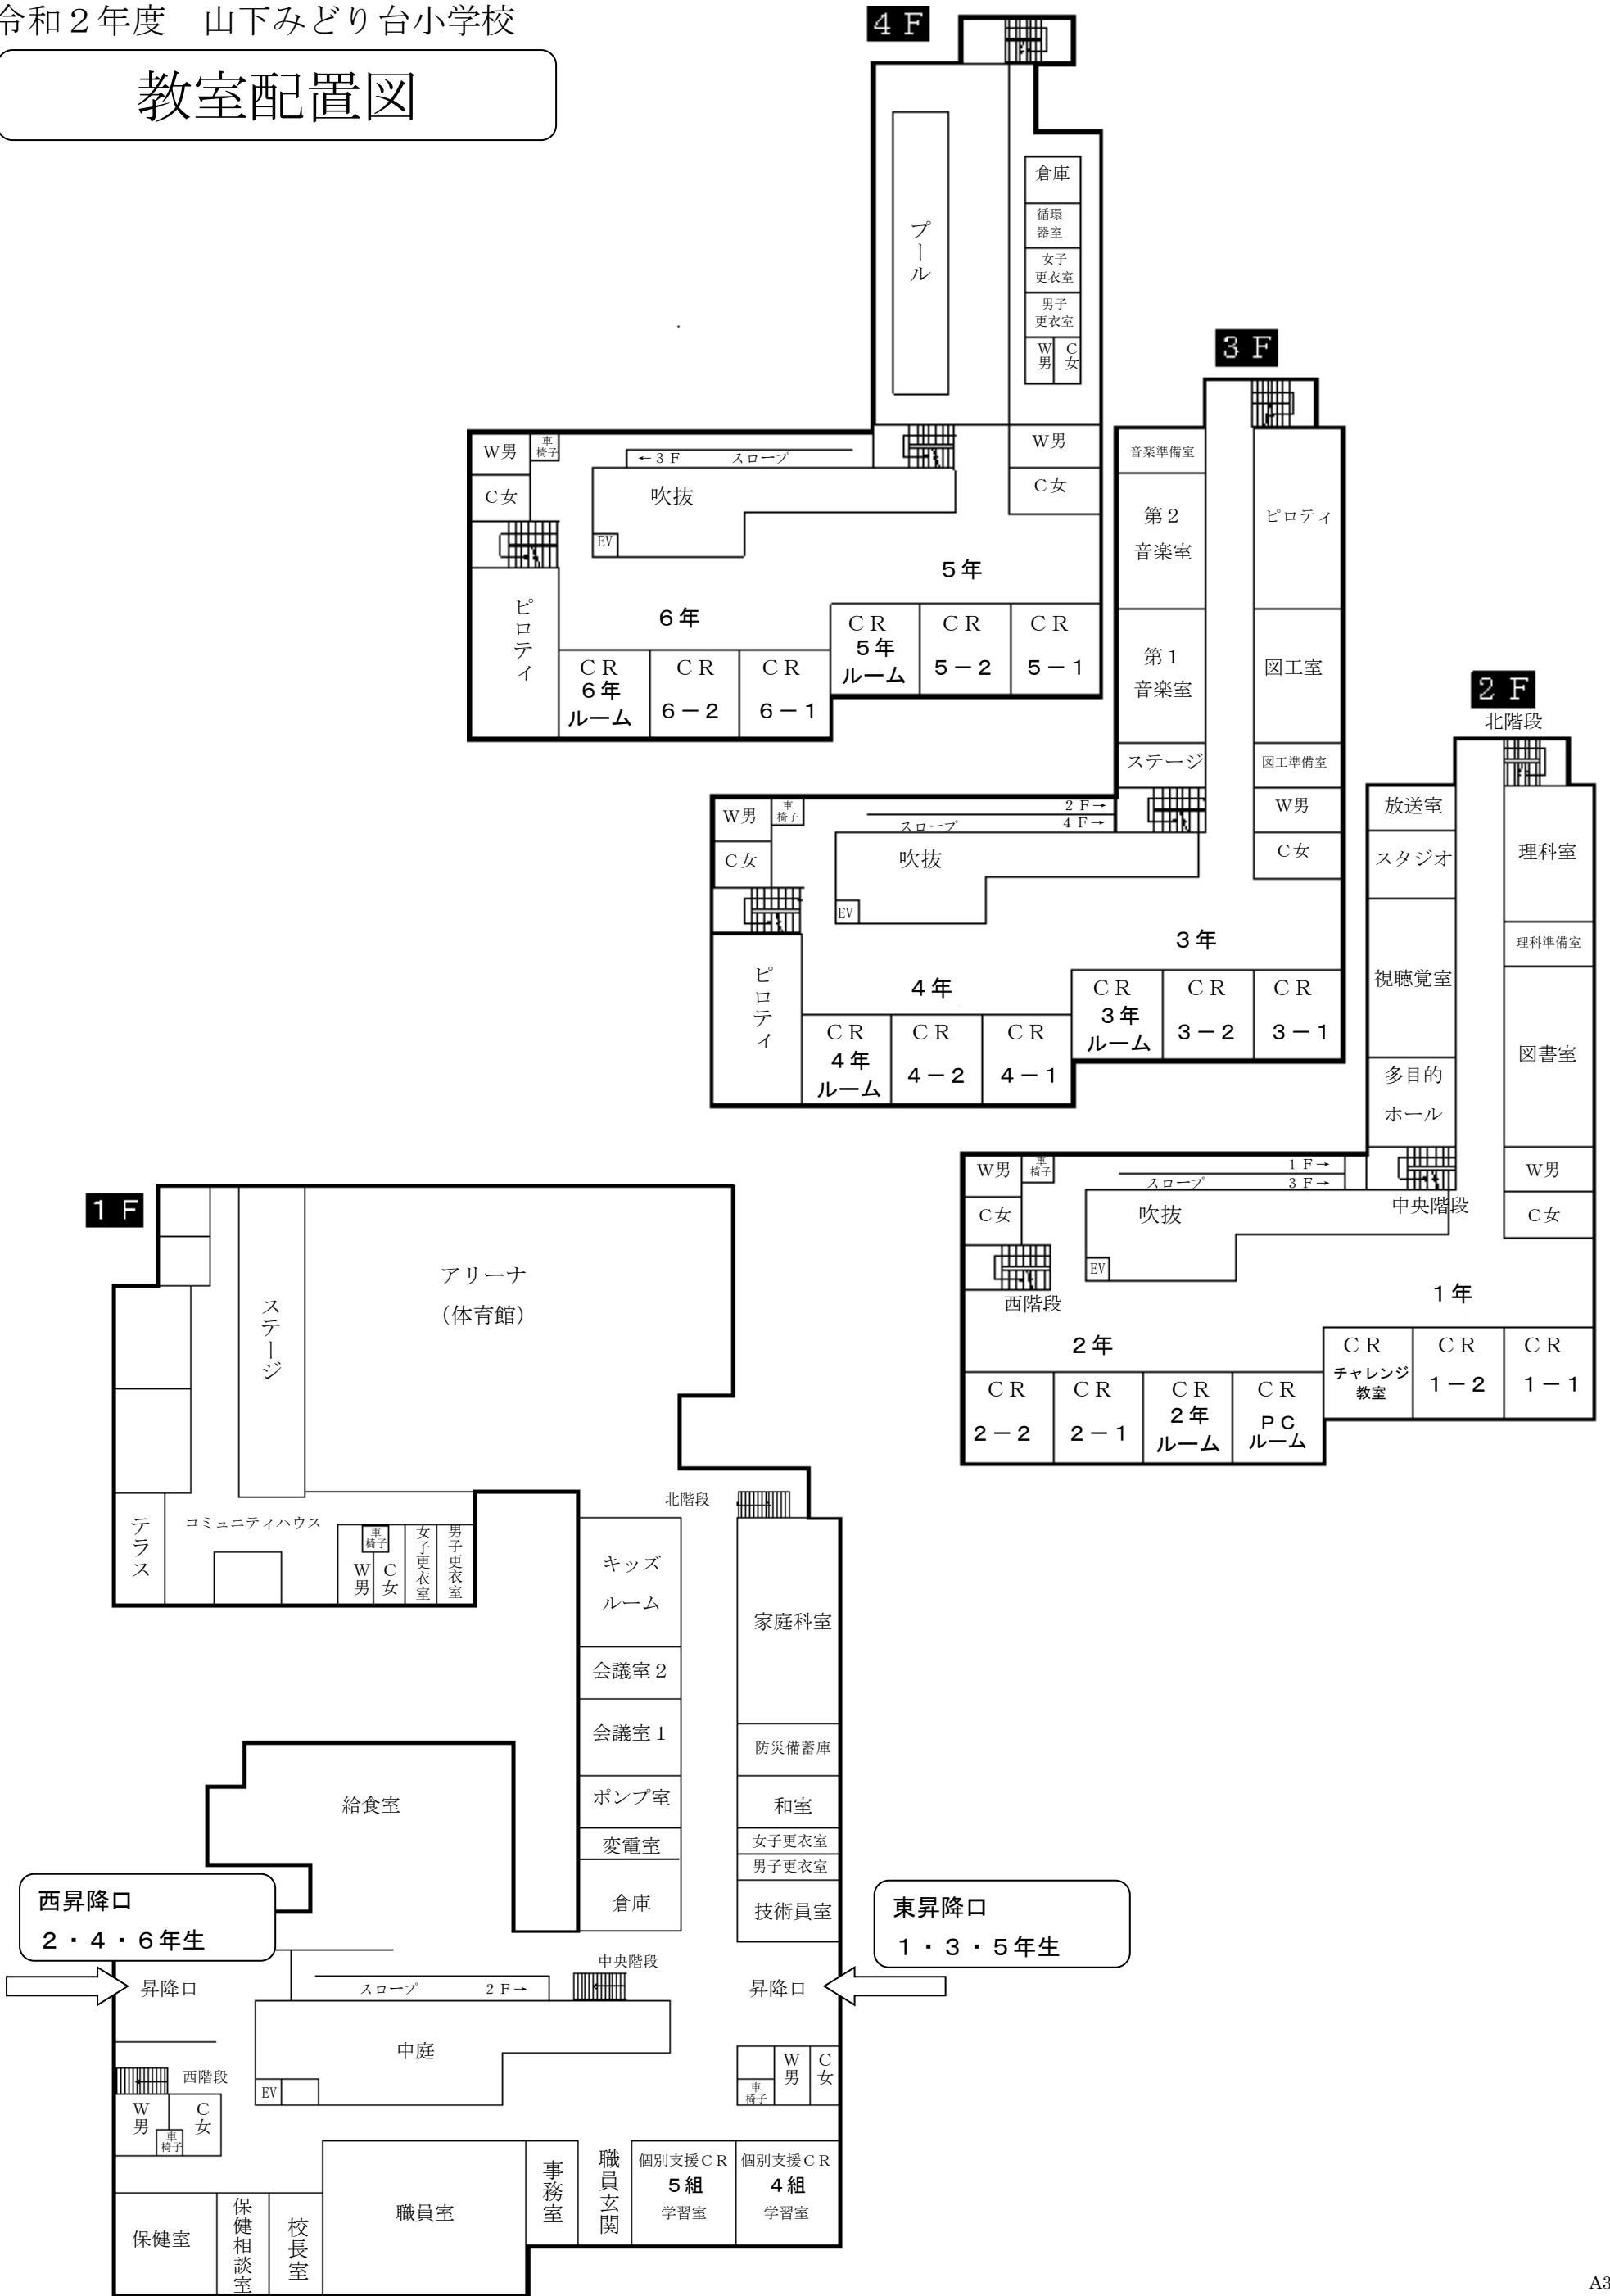 令和２年度　山下みどり台小学校
教室配置図
４Ｆ
プール
倉庫
循環
器室
女子
更衣室
男子
更衣室
Ｗ男
Ｃ女
Ｗ男
Ｃ女
Ｗ男
車椅子
Ｃ女
←３Ｆ　スロープ
吹抜
EV
ピロティ
５年
６年
ＣＲ
５年
ルーム
ＣＲ
５－２
ＣＲ
５－１
ＣＲ
６年
ルーム
ＣＲ
６－２
ＣＲ
６－１
３Ｆ
音楽準備室
第２
音楽室
第１
音楽室
ステージ
ピロティ
図工室
図工準備室
Ｗ男
Ｃ女
Ｗ男
車椅子
Ｃ女
２Ｆ→
スロープ　４Ｆ→
吹抜
EV
ピロティ
３年
４年
ＣＲ
３年
ルーム
ＣＲ
３－２
ＣＲ
３－１
ＣＲ
４年
ルーム
ＣＲ
４－２
ＣＲ
４－１
２Ｆ
北階段
放送室
スタジオ
視聴覚室
多目的
ホール
理科室
理科準備室
図書室
Ｗ男
Ｃ女
Ｗ男
車椅子
Ｃ女
１Ｆ→
スロープ　３Ｆ→
中央階段
吹抜
EV
西階段
１年
２年
ＣＲ
チャレンジ
教室
ＣＲ
１－２
ＣＲ
１－１
ＣＲ
２－２
ＣＲ
２－１
ＣＲ
２年
ルーム
ＣＲ
ＰＣ
ルーム
１Ｆ
ステージ
アリーナ
（体育館）
テラス
コミュニティハウス
車椅子
Ｗ男
Ｃ女
女子更衣室
男子更衣室
北階段
キッズ
ルーム
会議室２
会議室１
ポンプ室
変電室
倉庫
家庭科室
防災備蓄庫
和室
女子更衣室
男子更衣室
技術員室
給食室
西昇降口
２・４・６年生
東昇降口
１・３・５年生
昇降口
スロープ　２Ｆ→
中央階段
昇降口
中庭
EV
西階段
Ｗ男
Ｃ女
車椅子
Ｗ男
Ｃ女
車椅子
保健室
保健相談室
校長室
職員室
事務室
職員玄関
個別支援ＣＲ
５組
学習室
個別支援ＣＲ
４組
学習室
A3